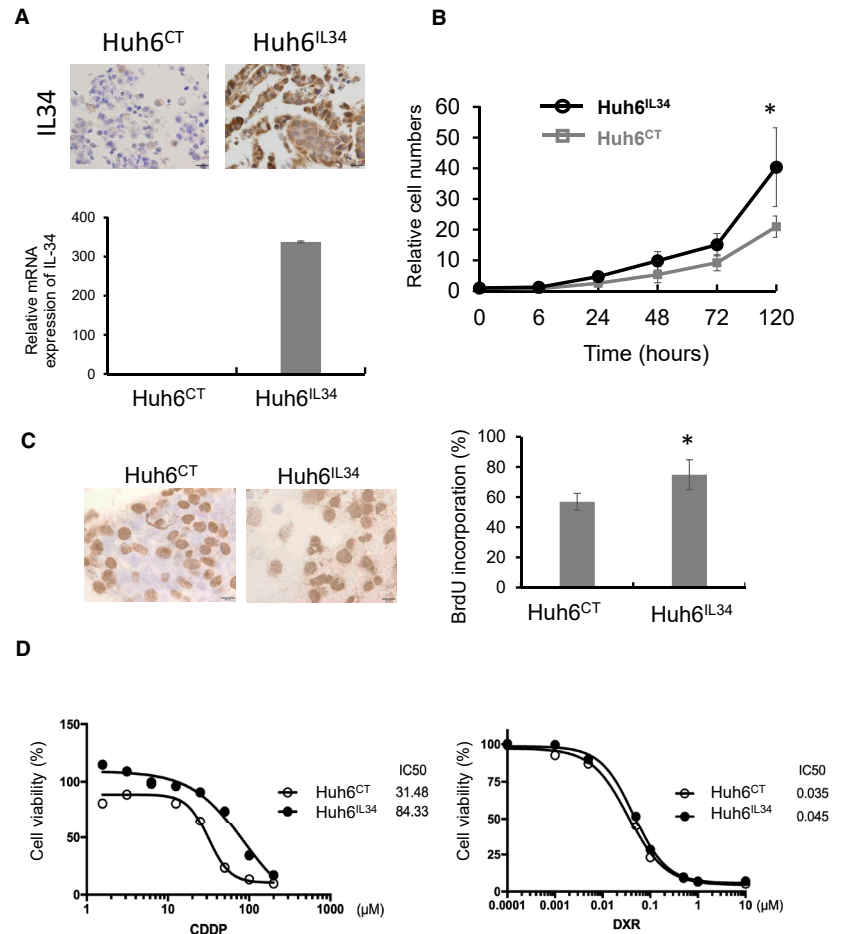 A
Huh6CT Huh6IL34
IL34
400
300
200
100
0
Relative mRNA
expression of IL-34
Huh6CT Huh6IL34
B
60
50
40
30
20
10
0
Relative cell numbers
Huh6IL34
Huh6CT
*
0 6 24 48 72 120
Time (hours)
C
Huh6CT Huh6IL34
100
80
60
40
20
0
BrdU incorporation (%)
*
Huh6CT Huh6IL34
D
150
100
50
0
Cell viability (%)
IC50
Huh6CT 31.48
Huh6IL34 84.33
1 10 100 1000 (μM)
CDDP
100
75
50
25
0
Cell viability (%)
IC50
Huh6CT 0.035
Huh6IL34 0.045
0.0001 0.001 0.01 0.1 1 10 (μM)
DXR